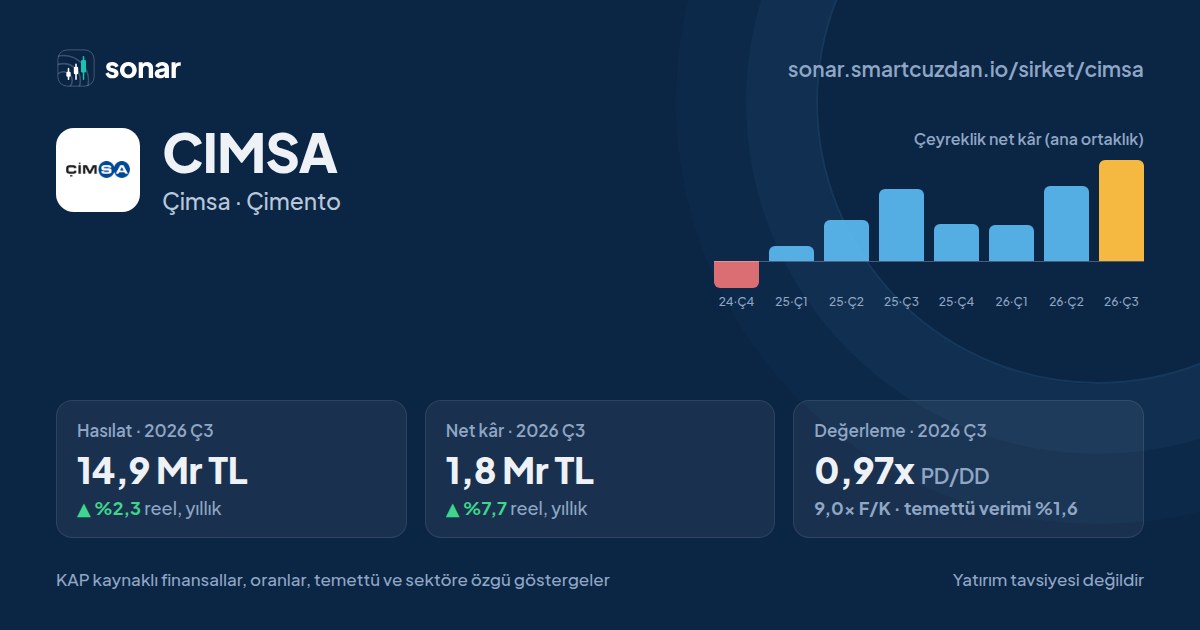 sonar
sonar.smartcuzdan.io/sirket/cimsa
ÇİMSA
CIMSA
Çimsa · Çimento
Çeyreklik net kâr (ana ortaklık)
24-Ç4 25-Ç1 25-Ç2 25-Ç3 25-Ç4 26-Ç1 26-Ç2 26-Ç3
Hasılat · 2026 Ç3
14,9 Mr TL
▲ %2,3 reel, yıllık
Net kâr · 2026 Ç3
1,8 Mr TL
▲ %7,7 reel, yıllık
Değerleme · 2026 Ç3
0,97x PD/DD
9,0× F/K · temettü verimi %1,6
KAP kaynaklı finansallar, oranlar, temettü ve sektöre özgü göstergeler
Yatırım tavsiyesi değildir